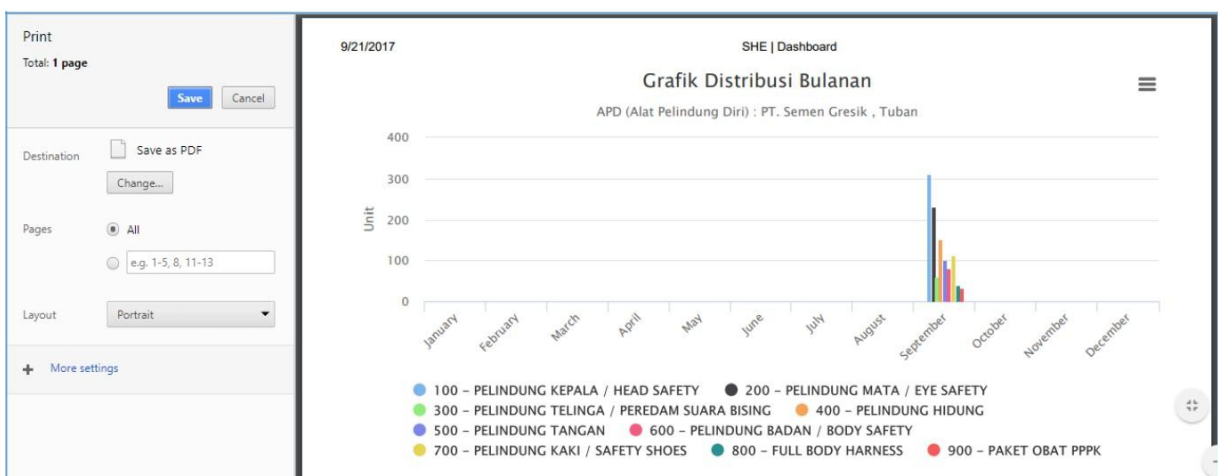 Print
Total: 1 page
Save Cancel
Destination Save as PDF
Change...
Pages All
e.g. 1-5, 8, 11-13
Layout Portrait
+ More settings
9/21/2017 SHE | Dashboard
Grafik Distribusi Bulanan
APD (Alat Pelindung Diri) : PT. Semen Gresik , Tuban
400
300
200
100
0
Unit
January February March April May June July August September October November December
100 - PELINDUNG KEPALA / HEAD SAFETY 200 - PELINDUNG MATA / EYE SAFETY
300 - PELINDUNG TELINGA / PEREDAM SUARA BISING 400 - PELINDUNG HIDUNG
500 - PELINDUNG TANGAN 600 - PELINDUNG BADAN / BODY SAFETY
700 - PELINDUNG KAKI / SAFETY SHOES 800 - FULL BODY HARNESS 900 - PAKET OBAT PPPK